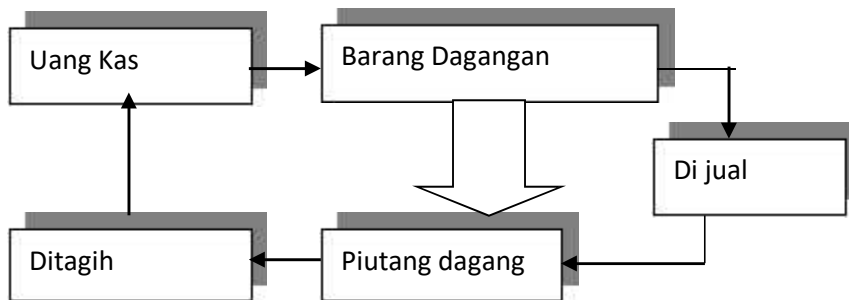 Uang Kas
Barang Dagangan
Di jual
Ditagih
Piutang dagang